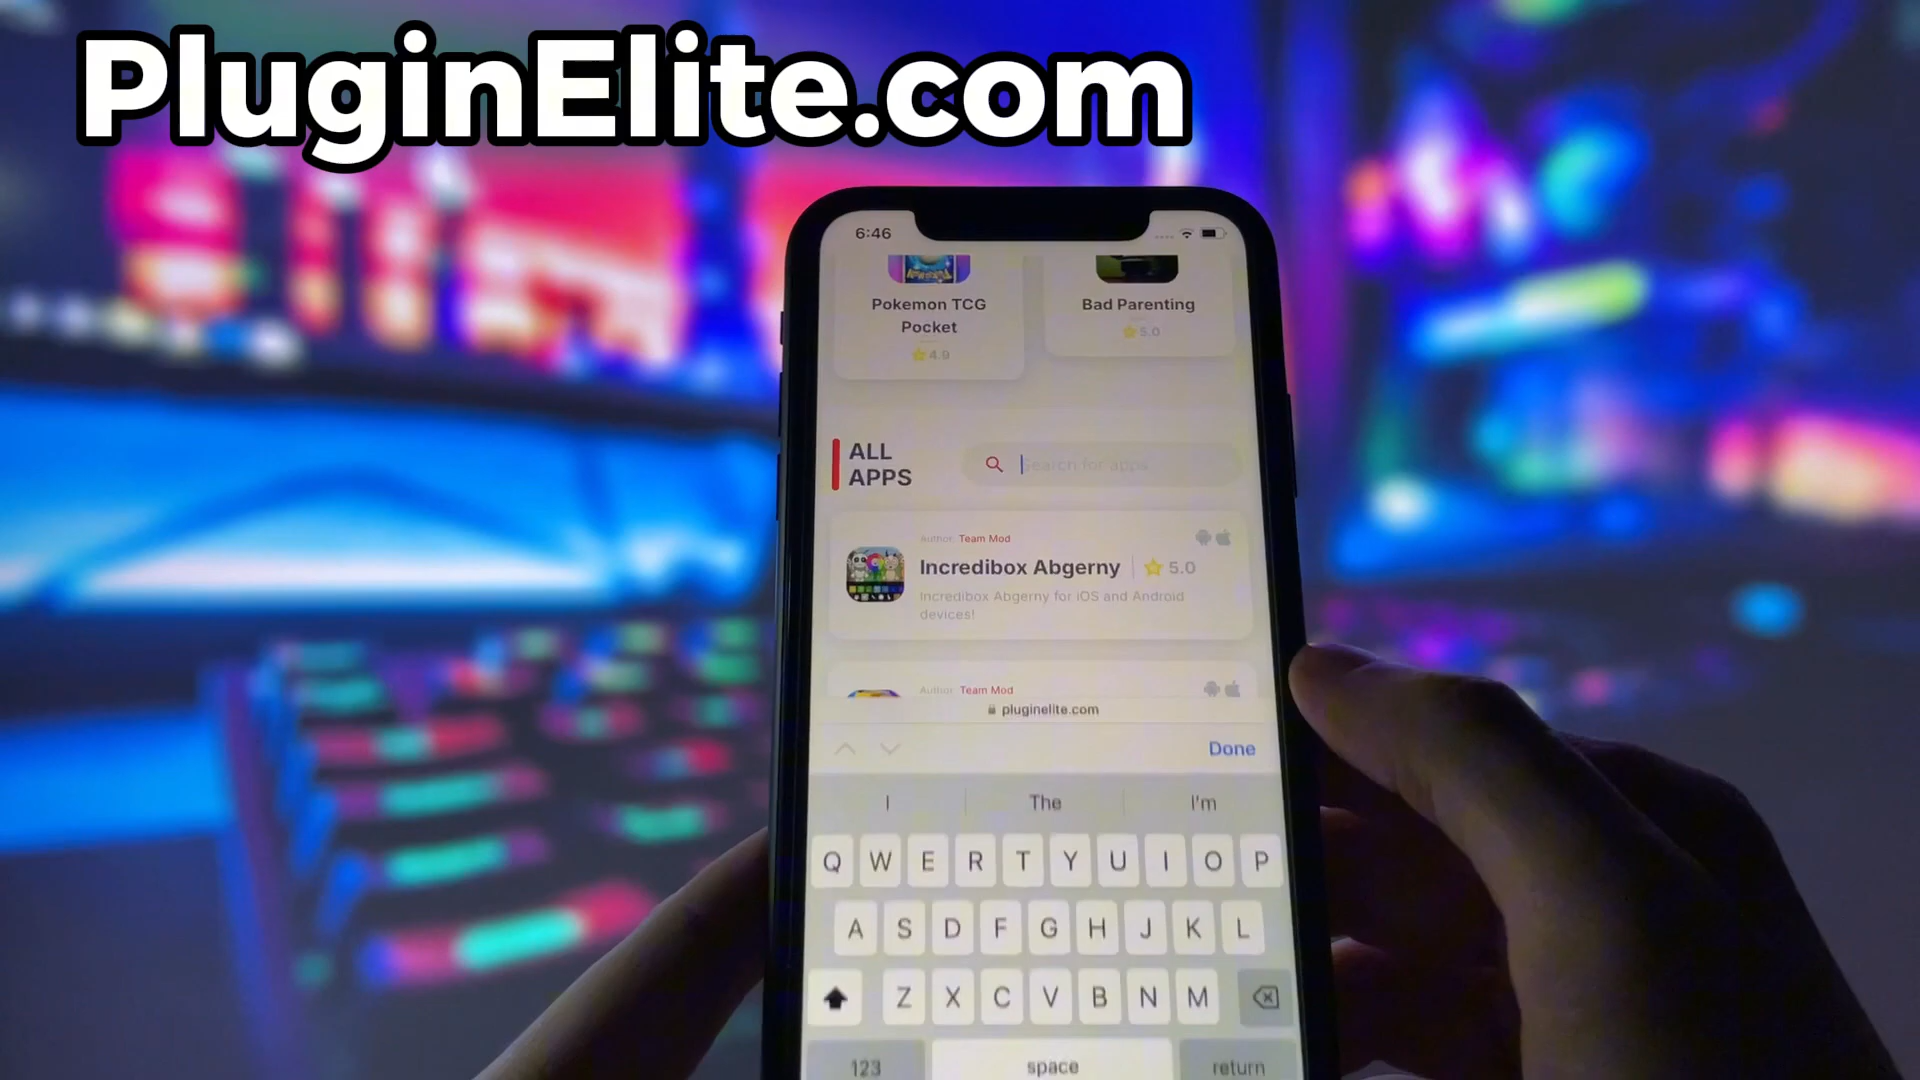 PluginElite.com
6:46
Pokemon TCG
Pocket
4.9
Bad Parenting
5.0
ALL
APPS
Search for apps
Author: Team Mod
Incredibox Abgerny
5.0
Incredibox Abgerny for iOS and Android
devices!
Author: Team Mod
pluginelite.com
Done
I The I'm
Q W E R T Y U I O P
A S D F G H J K L
Z X C V B N M
123 space return